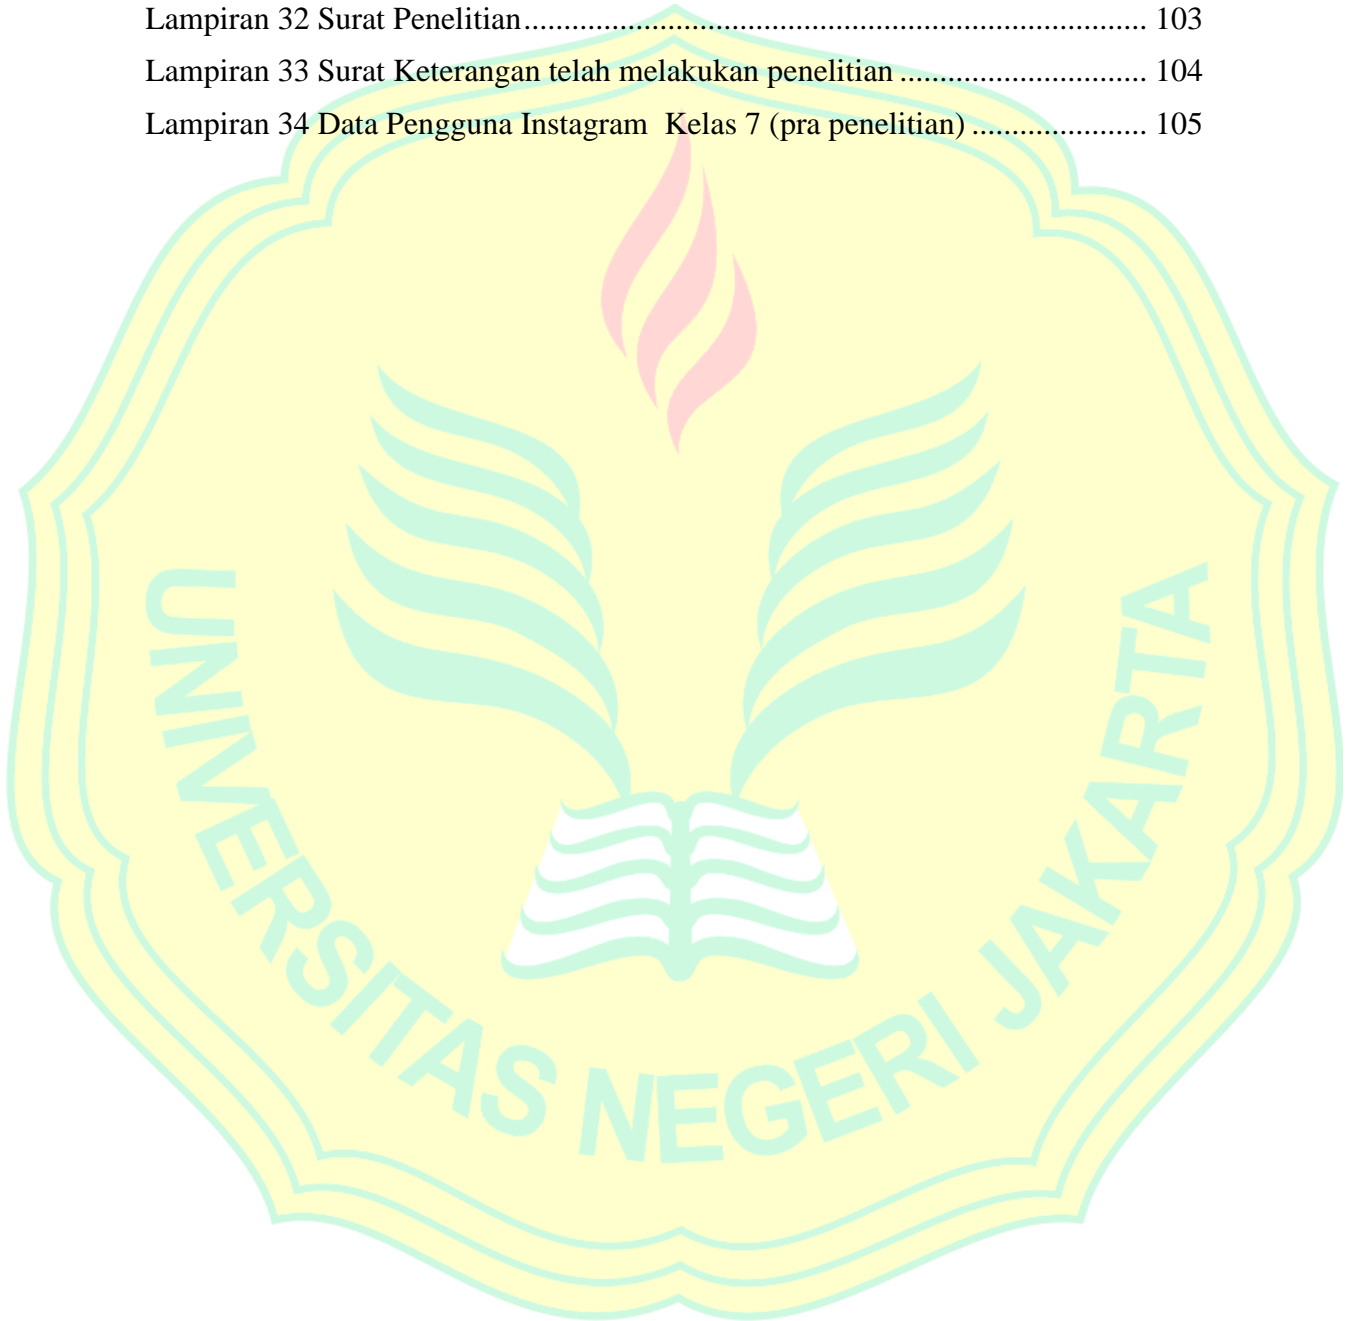 Lampiran 32 Surat Penelitian.............................................................................. 103
Lampiran 33 Surat Keterangan telah melakukan penelitian ............................... 104
Lampiran 34 Data Pengguna Instagram  Kelas 7 (pra penelitian) ...................... 105
UNIVERSITAS NEGERI JAKARTA